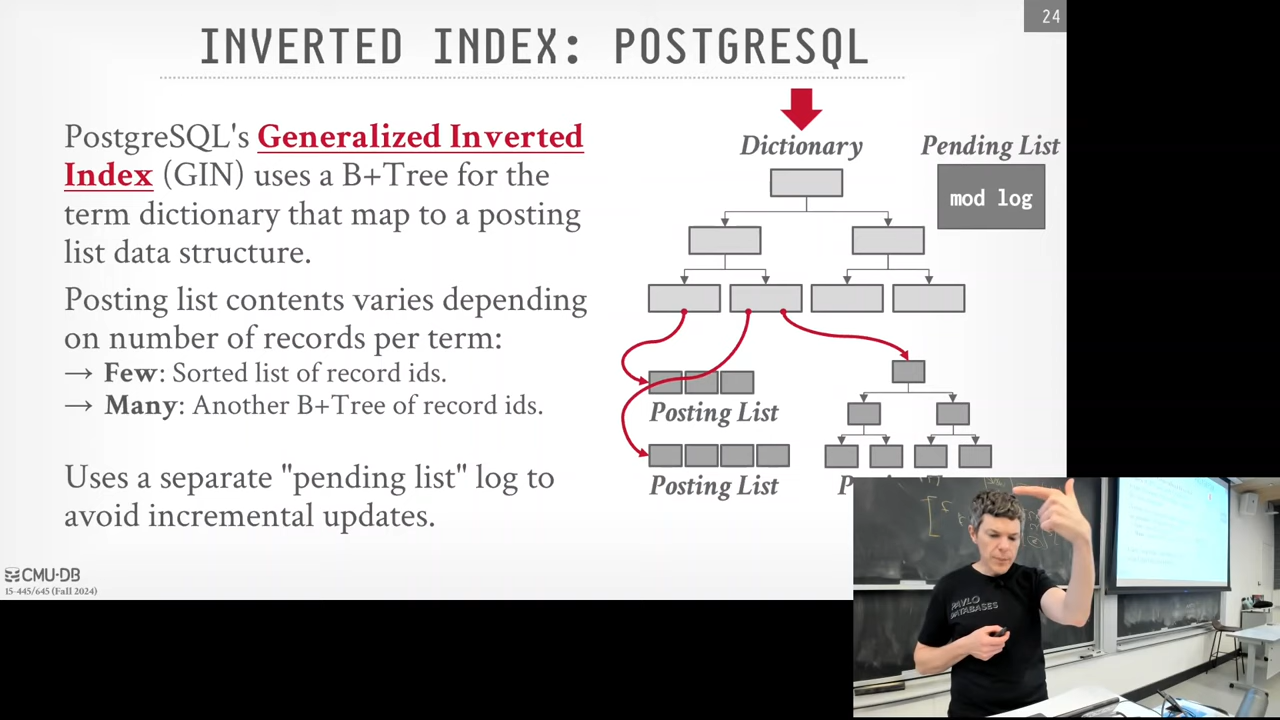 24
INVERTED INDEX: POSTGRESQL
PostgreSQL's Generalized Inverted
Index (GIN) uses a B+Tree for the
term dictionary that map to a posting
list data structure.
Posting list contents varies depending
on number of records per term:
→ Few: Sorted list of record ids.
→ Many: Another B+Tree of record ids.
Uses a separate "pending list" log to
avoid incremental updates.
Dictionary
Pending List
mod log
Posting List
Posting List
CMU·DB
15-445/645 (Fall 2024)
PAVLO
DATABASES